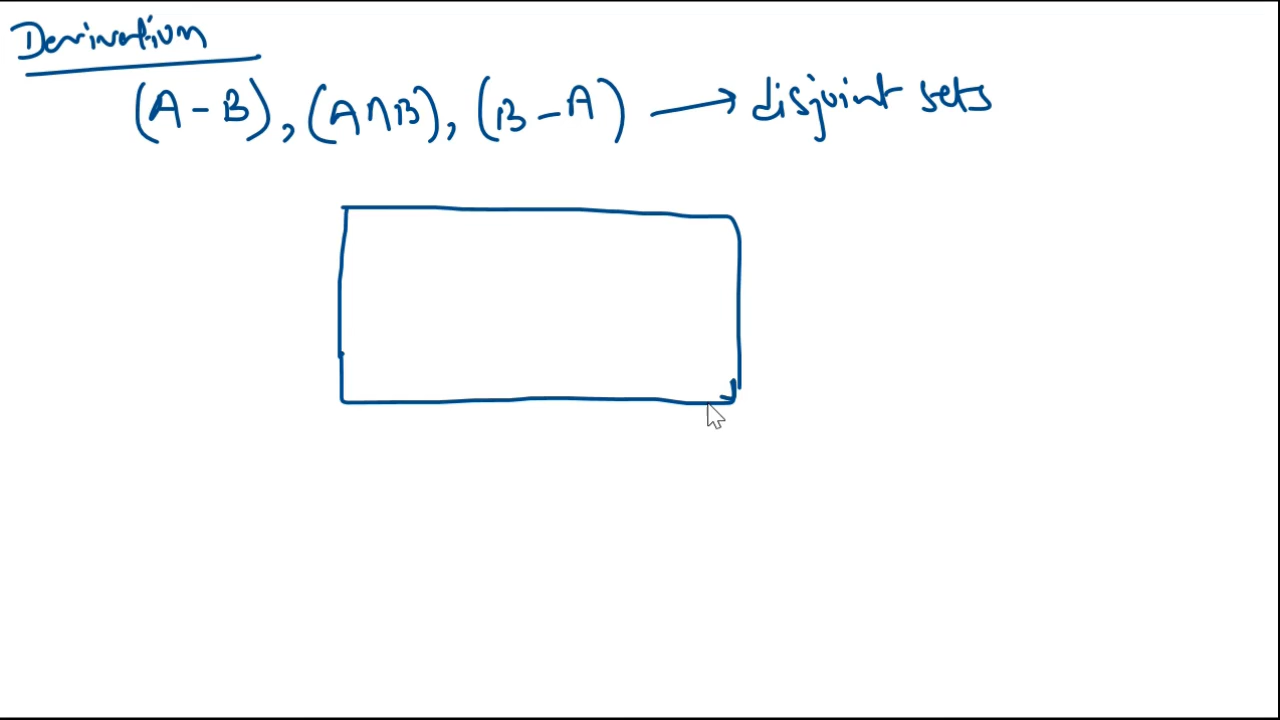 Derivation
(A - B), (A∩B), (B - A) → disjoint sets